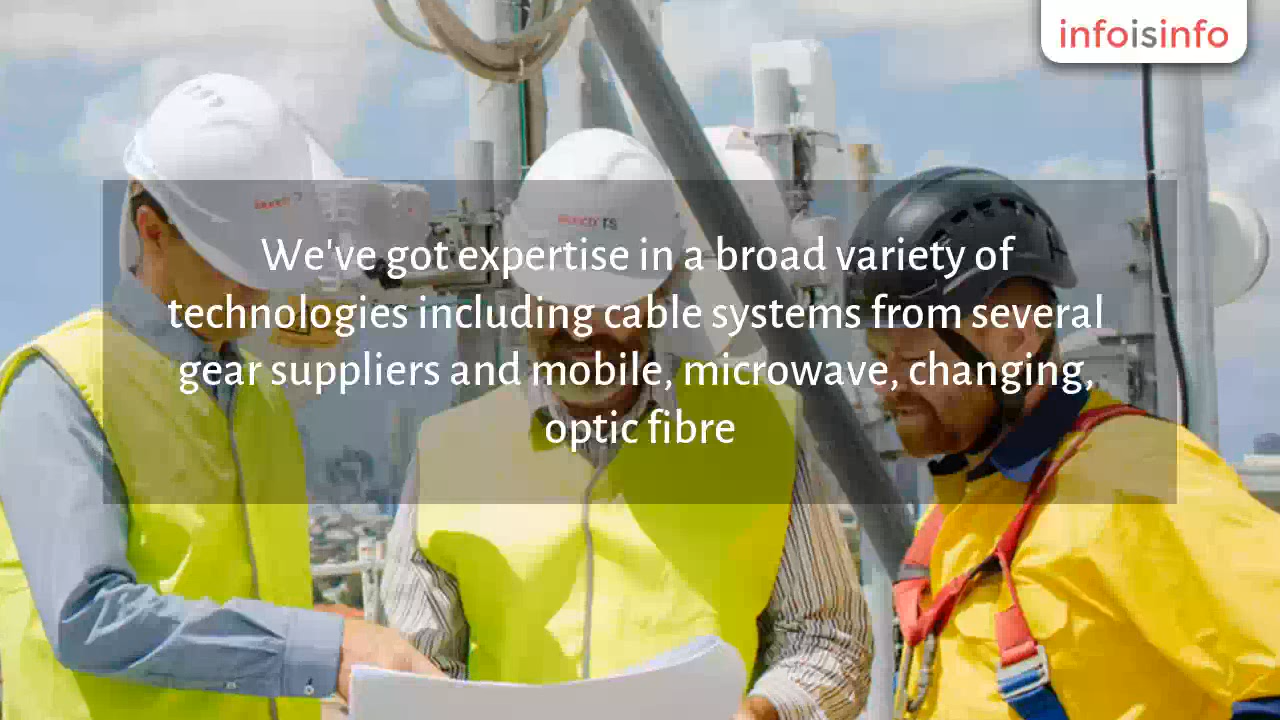 infoisinfo
We've got expertise in a broad variety of
technologies including cable systems from several
gear suppliers and mobile, microwave, changing,
optic fibre